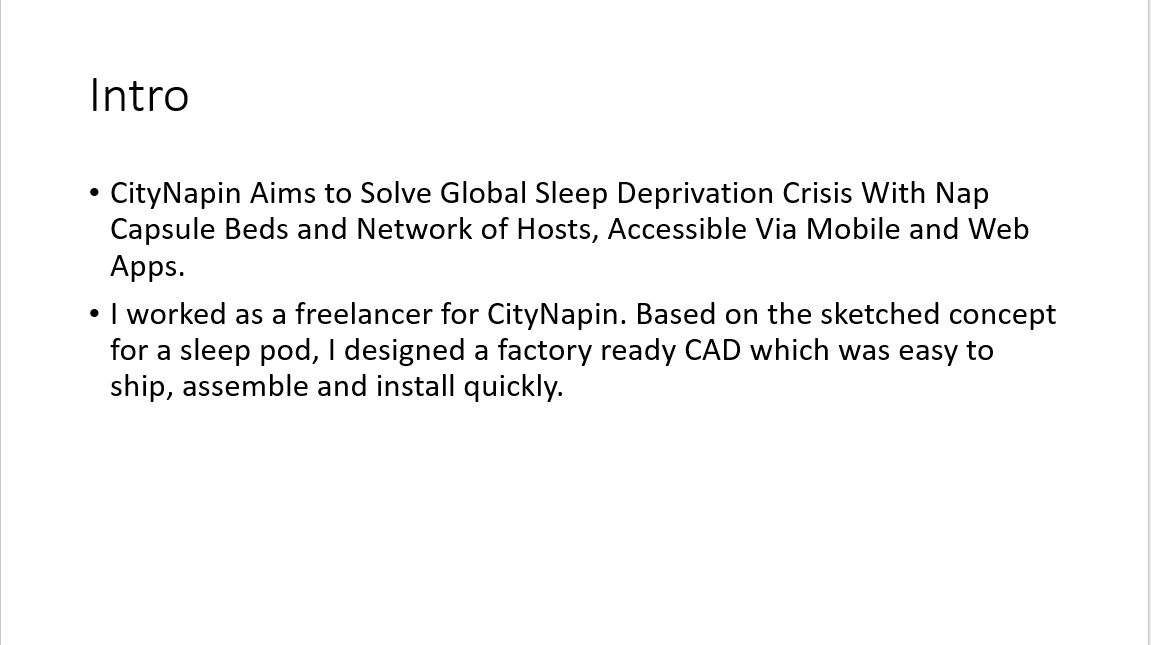 Intro
• CityNapin Aims to Solve Global Sleep Deprivation Crisis With Nap
Capsule Beds and Network of Hosts, Accessible Via Mobile and Web
Apps.
• I worked as a freelancer for CityNapin. Based on the sketched concept
for a sleep pod, I designed a factory ready CAD which was easy to
ship, assemble and install quickly.